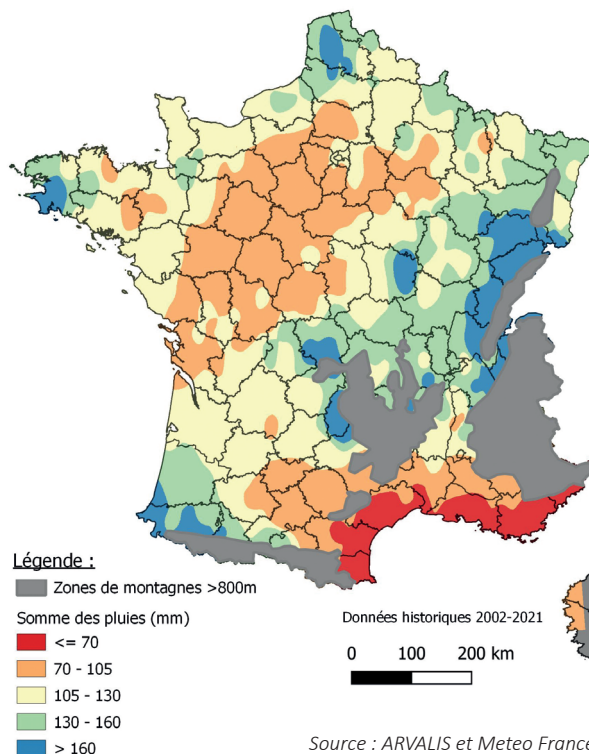 Légende :
Zones de montagnes >800m
Somme des pluies (mm)
<= 70
70 - 105
105 - 130
130 - 160
> 160
Données historiques 2002-2021
0 100 200 km
Source : ARVALIS et Meteo France